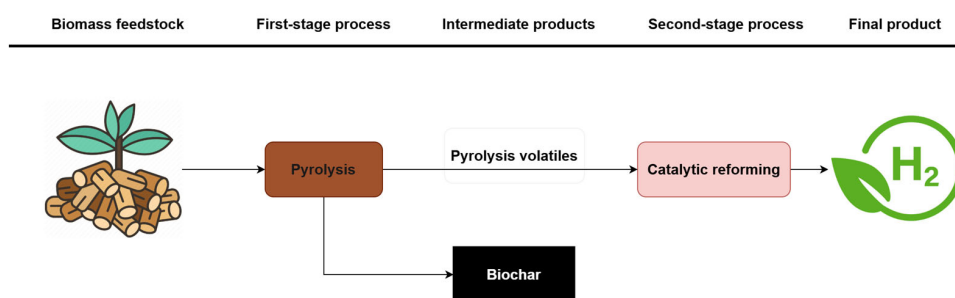 Biomass feedstock First-stage process Intermediate products Second-stage process Final product
Pyrolysis Pyrolysis volatiles Catalytic reforming H₂
Biochar